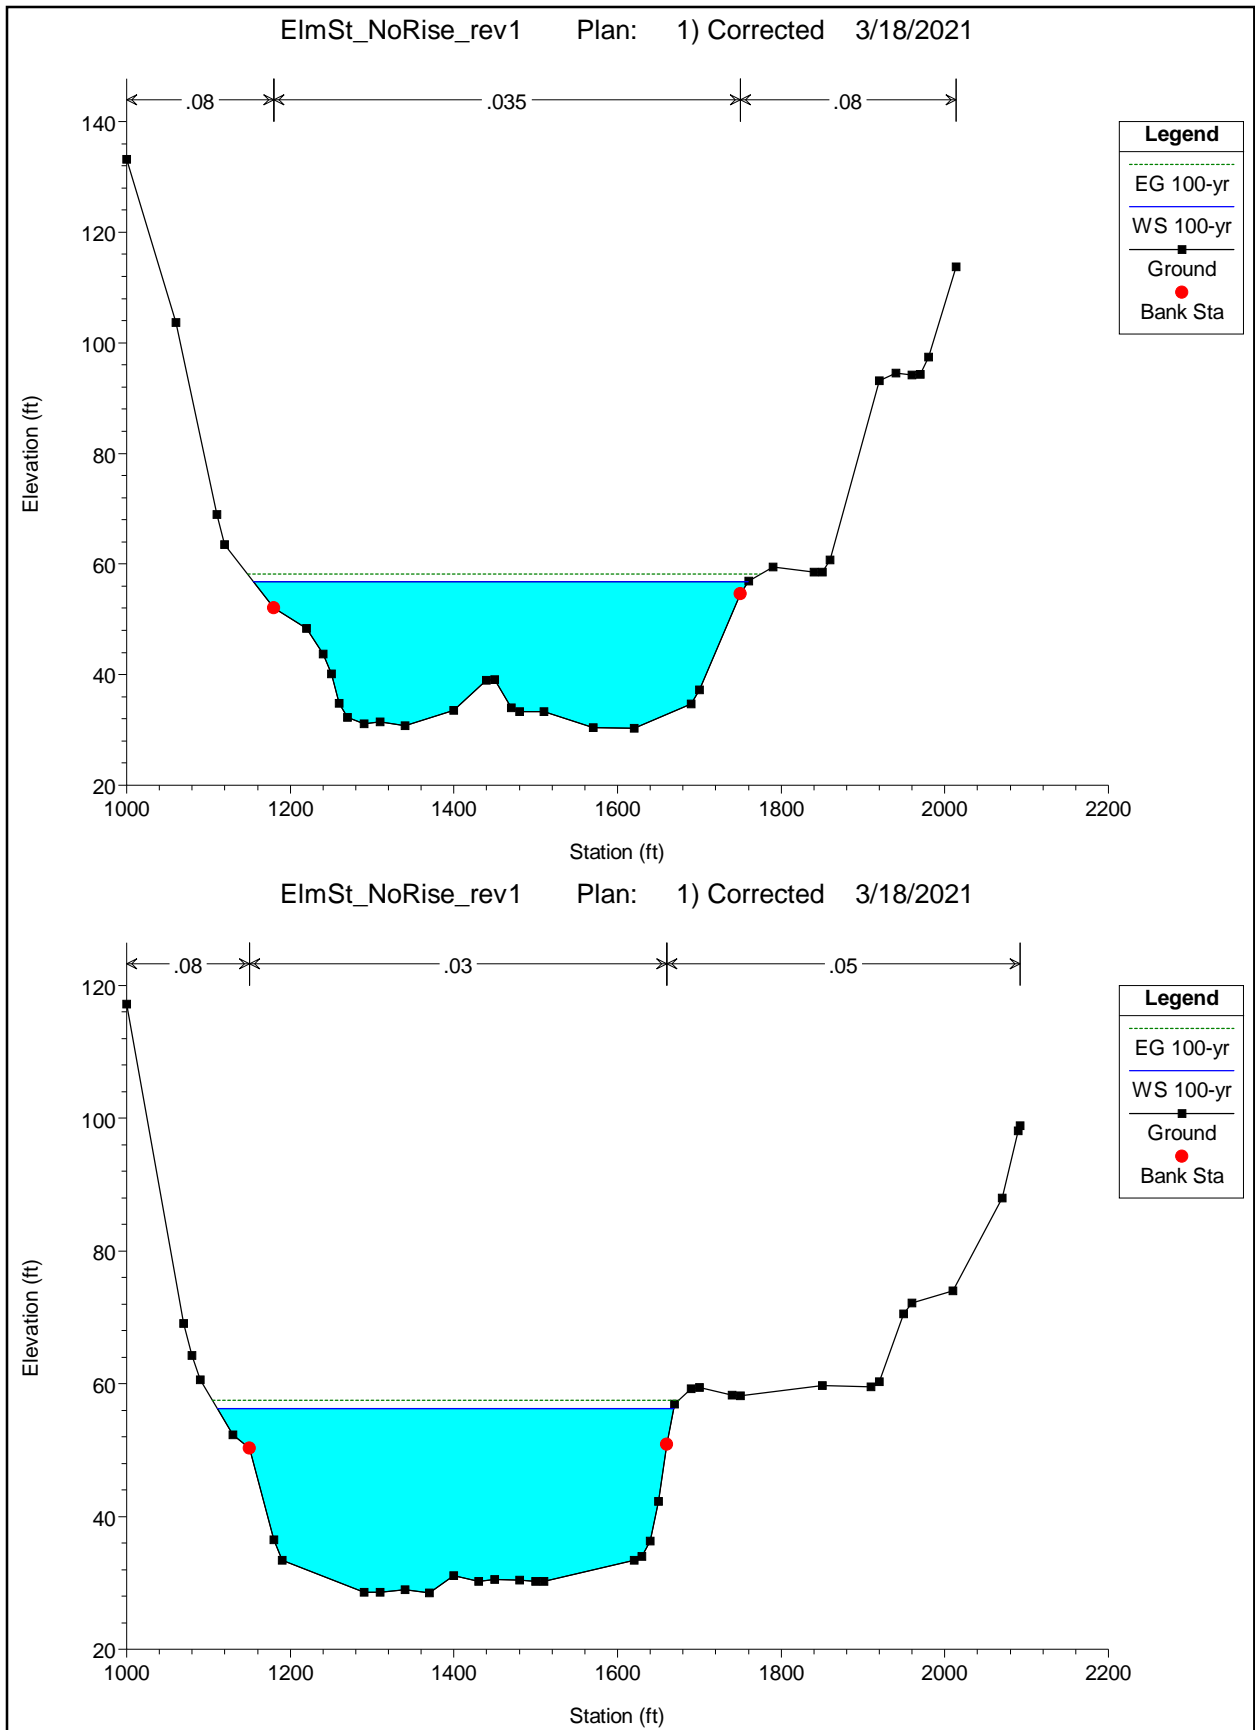 ElmSt_NoRise_rev1 Plan: 1) Corrected 3/18/2021
.08 .035 .08
140
120
100
80
60
40
20
Elevation (ft)
1000 1200 1400 1600 1800 2000 2200
Station (ft)
Legend
EG 100-yr
WS 100-yr
Ground
Bank Sta
ElmSt_NoRise_rev1 Plan: 1) Corrected 3/18/2021
.08 .03 .05
120
100
80
60
40
20
Elevation (ft)
1000 1200 1400 1600 1800 2000 2200
Station (ft)
Legend
EG 100-yr
WS 100-yr
Ground
Bank Sta